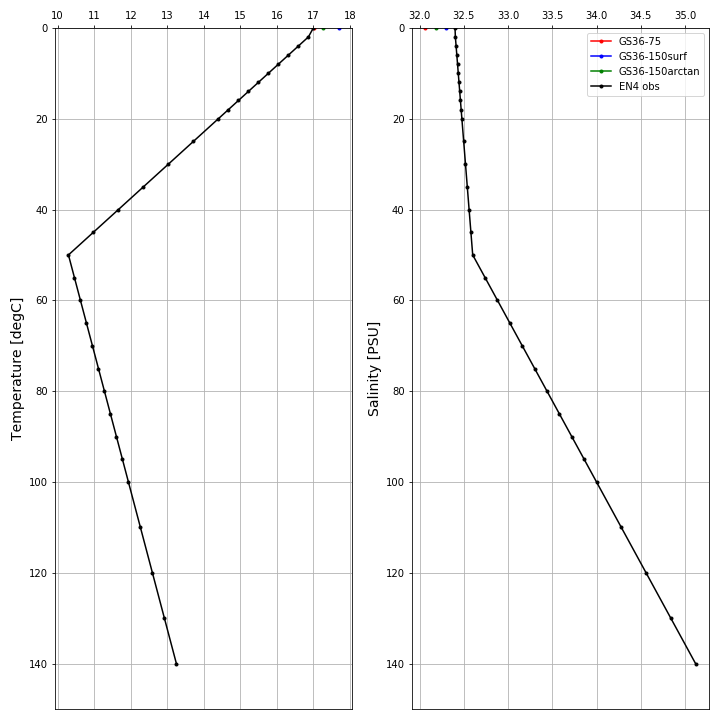 10 11 12 13 14 15 16 17 18
32.0 32.5 33.0 33.5 34.0 34.5 35.0
0
20
40
60
80
100
120
140
Temperature [degC]
0
20
40
60
80
100
120
140
Salinity [PSU]
GS36-75
GS36-150surf
GS36-150arctan
EN4 obs